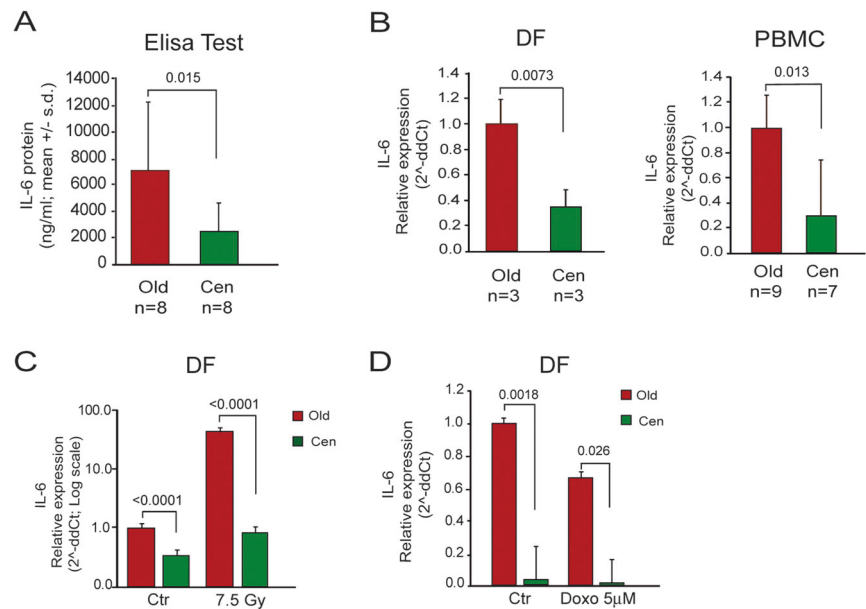 A
Elisa Test
IL-6 protein
(ng/ml; mean +/- s.d.)
14000
12000
10000
8000
6000
4000
2000
0
0.015
Old
n=8
Cen
n=8
B
DF
IL-6
Relative expression
(2^-ddCt)
1.4
1.2
1.0
0.8
0.6
0.4
0.2
0.0
0.0073
Old
n=3
Cen
n=3
PBMC
IL-6
Relative expression
(2^-ddCt)
1.4
1.2
1.0
0.8
0.6
0.4
0.2
0.0
0.013
Old
n=9
Cen
n=7
C
DF
IL-6
Relative expression
(2^-ddCt; Log scale)
100.0
10.0
1.0
0.0
<0.0001
<0.0001
Old
Cen
Ctr
7.5 Gy
D
DF
IL-6
Relative expression
(2^-ddCt)
1.2
1.0
0.8
0.6
0.4
0.2
0.0
0.0018
0.026
Old
Cen
Ctr
Doxo 5µM